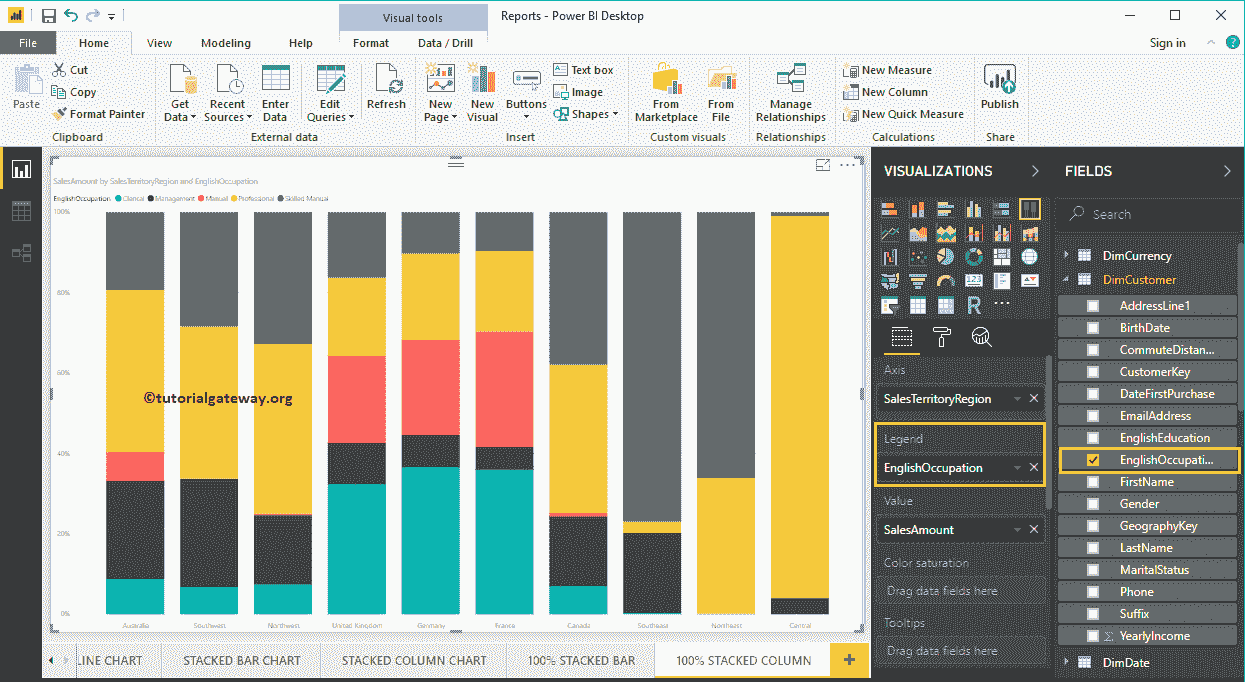 Visual tools
Reports - Power BI Desktop
File
Home
View
Modeling
Help
Format
Data / Drill
Sign in
?
Paste
Cut
Copy
Format Painter
Clipboard
Get Data
Recent Sources
Enter Data
External data
Edit Queries
Refresh
New Page
New Visual
Buttons
Text box
Image
Shapes
Insert
From Marketplace
From File
Custom visuals
Manage Relationships
Relationships
New Measure
New Column
New Quick Measure
Calculations
Publish
Share
SalesAmount by SalesTerritoryRegion and EnglishOccupation
EnglishOccupation Clerical Management Manual Professional Skilled Manual
100%
80%
60%
40%
20%
0%
©tutorialgateway.org
Australia
Southwest
Northwest
United Kingdom
Germany
France
Canada
Southeast
Northeast
Central
LINE CHART
STACKED BAR CHART
STACKED COLUMN CHART
100% STACKED BAR
100% STACKED COLUMN
VISUALIZATIONS
123
R
Axis
SalesTerritoryRegion
Legend
EnglishOccupation
Value
SalesAmount
Color saturation
Drag data fields here
Tooltips
Drag data fields here
FIELDS
Search
DimCurrency
DimCustomer
AddressLine1
BirthDate
CommuteDistan...
CustomerKey
DateFirstPurchase
EmailAddress
EnglishEducation
EnglishOccupati...
FirstName
Gender
GeographyKey
LastName
MaritalStatus
Phone
Suffix
Σ YearlyIncome
DimDate